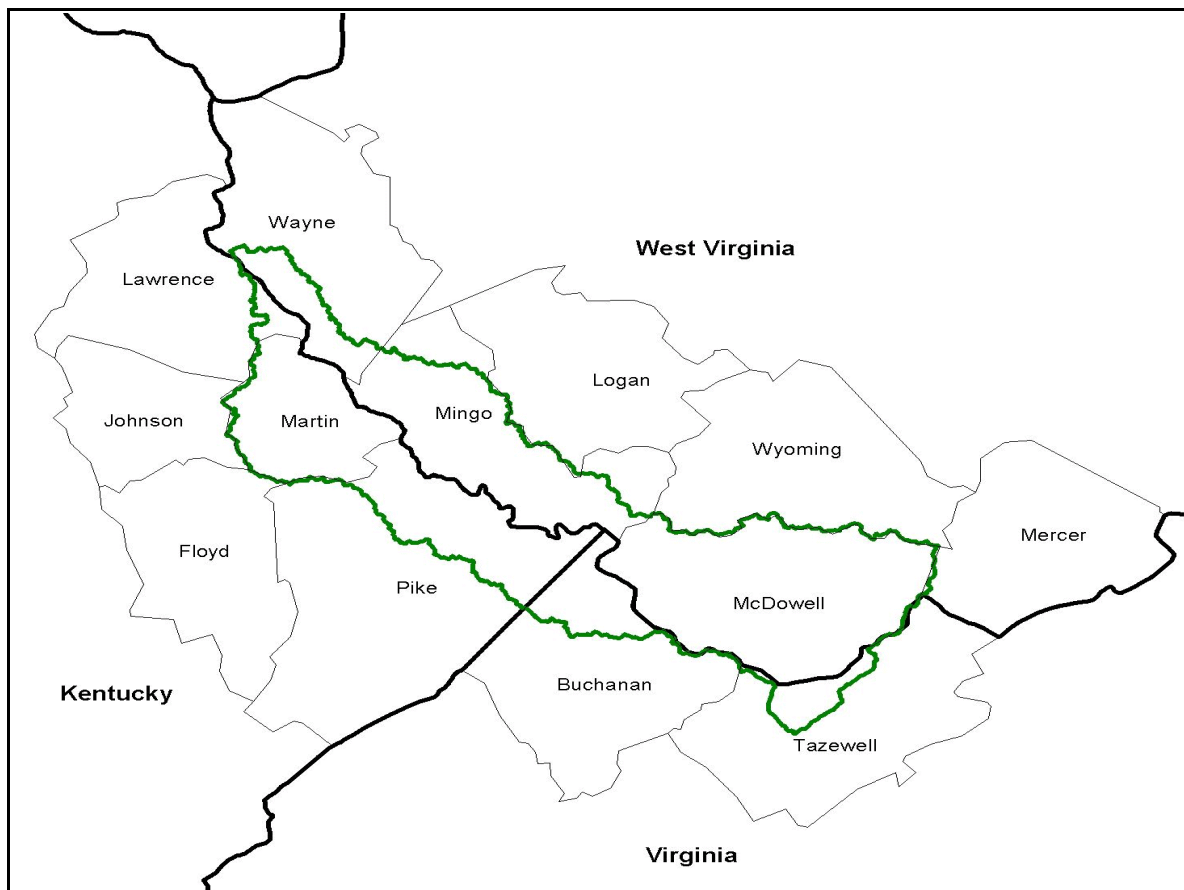 Wayne
West Virginia
Lawrence
Logan
Johnson
Martin
Mingo
Wyoming
Mercer
Floyd
Pike
McDowell
Kentucky
Buchanan
Tazewell
Virginia